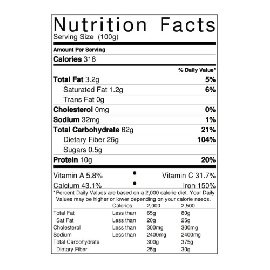 Nutrition Facts
Serving Size (100g)
Amount Per Serving
Calories 316
% Daily Value*
Total Fat 3.2g 5%
Saturated Fat 1.2g 6%
Trans Fat 0g
Cholesterol 0mg 0%
Sodium 32mg 1%
Total Carbohydrate 62g 21%
Dietary Fiber 26g 104%
Sugars 0.5g
Protein 10g 20%
Vitamin A 5.8% • Vitamin C 31.7%
Calcium 43.1% • Iron 150%
*Percent Daily Values are based on a 2,000 calorie diet. Your Daily
Values may be higher or lower depending on your calorie needs.
Calories 2,000 2,500
Total Fat Less than 65g 80g
Sat Fat Less than 20g 25g
Cholesterol Less than 300mg 300mg
Sodium Less than 2400mg 2400mg
Total Carbohydrate 300g 375g
Dietary Fiber 25g 30g